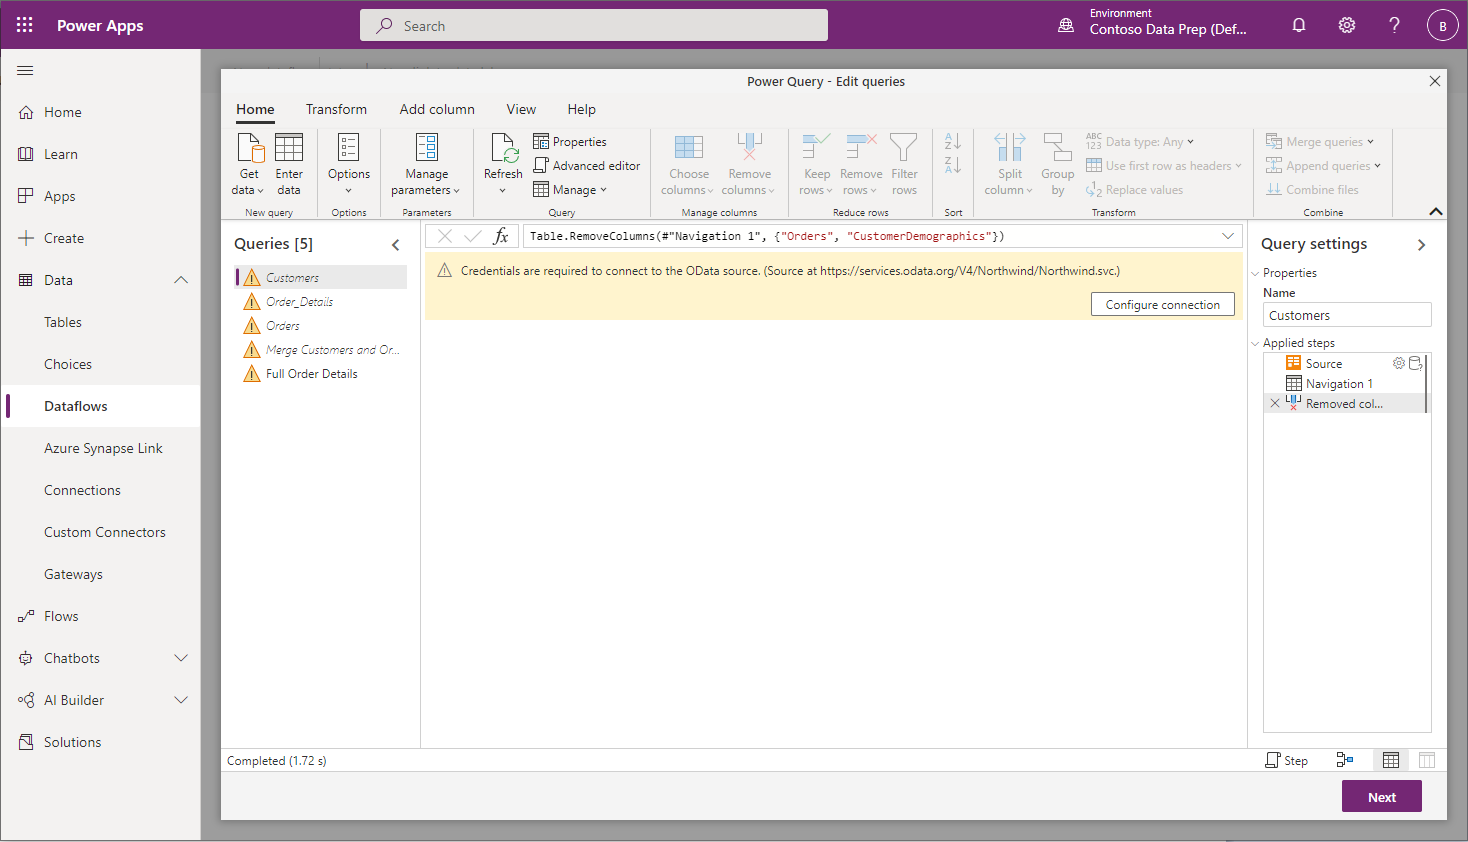 Power Apps
Search
Environment
Contoso Data Prep (Def...
?
B
Home
Learn
Apps
Create
Data
Tables
Choices
Dataflows
Azure Synapse Link
Connections
Custom Connectors
Gateways
Flows
Chatbots
AI Builder
Solutions
Power Query - Edit queries
Home Transform Add column View Help
Get data
Enter data
New query
Options
Options
Manage parameters
Parameters
Refresh
Properties
Advanced editor
Manage
Query
Choose columns
Remove columns
Manage columns
Keep rows
Remove rows
Filter rows
Reduce rows
A Z
Z A
Sort
Split column
Group by
ABC 123 Data type: Any
Use first row as headers
1 2 Replace values
Transform
Merge queries
Append queries
Combine files
Combine
Queries [5]
Customers
Order_Details
Orders
Merge Customers and Or...
Full Order Details
fx
Table.RemoveColumns(#"Navigation 1", {"Orders", "CustomerDemographics"})
Credentials are required to connect to the OData source. (Source at https://services.odata.org/V4/Northwind/Northwind.svc.)
Configure connection
Query settings
Properties
Name
Customers
Applied steps
Source
Navigation 1
Removed col...
Completed (1.72 s)
Step
Next